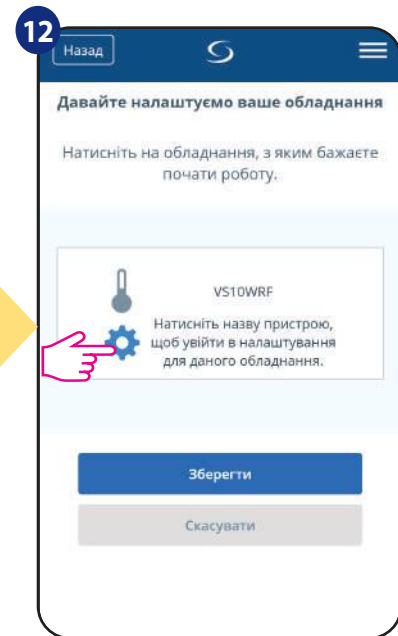 12
Назад
Давайте налаштуємо ваше обладнання
Натисніть на обладнання, з яким бажаєте
почати роботу.
VS10WRF
Натисніть назву пристрою,
щоб увійти в налаштування
для даного обладнання.
Зберегти
Скасувати